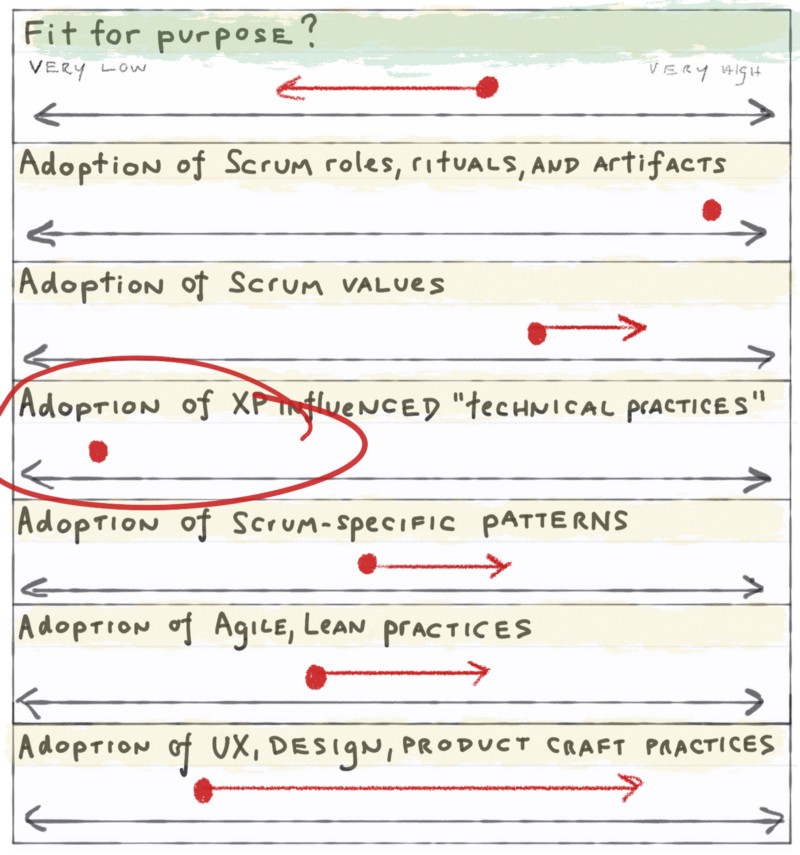 Fit for purpose?
VERY LOW VERY HIGH
Adoption of Scrum roles, rituals, AND Artifacts
Adoption of Scrum values
Adoption of XP influenced "technical practices"
Adoption of Scrum-specific patterns
Adoption of Agile, Lean practices
Adoption of UX, Design, product craft practices